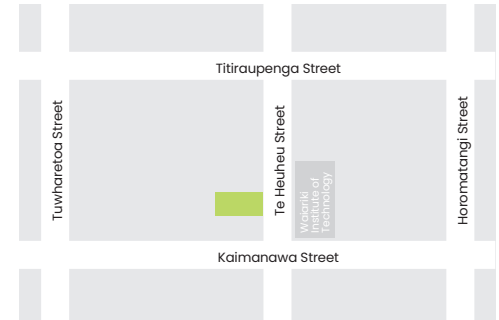 Titiraupenga Street
Tuwharetoa Street
Te Heuheu Street
Horomatangi Street
Waiariki
Institute of
Technology
Kaimanawa Street